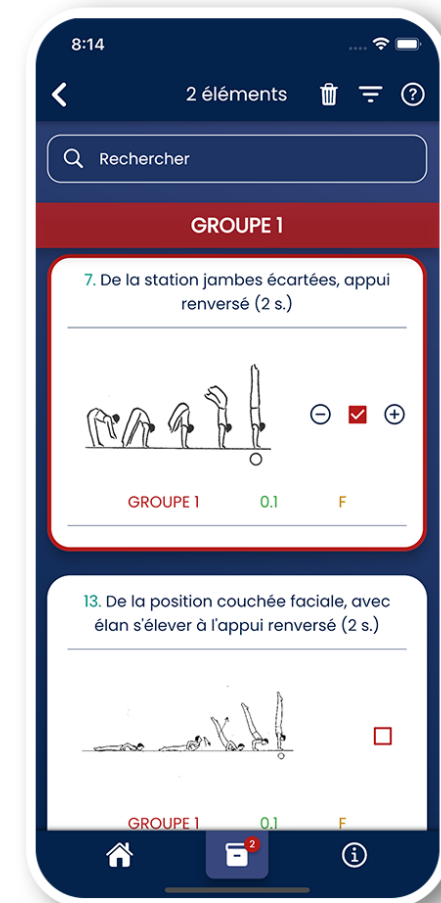 8:14
2 éléments
Rechercher
GROUPE 1
7. De la station jambes écartées, appui
renversé (2 s.)
GROUPE 1 0.1 F
13. De la position couchée faciale, avec
élan s'élever à l'appui renversé (2 s.)
GROUPE 1 0.1 F
2